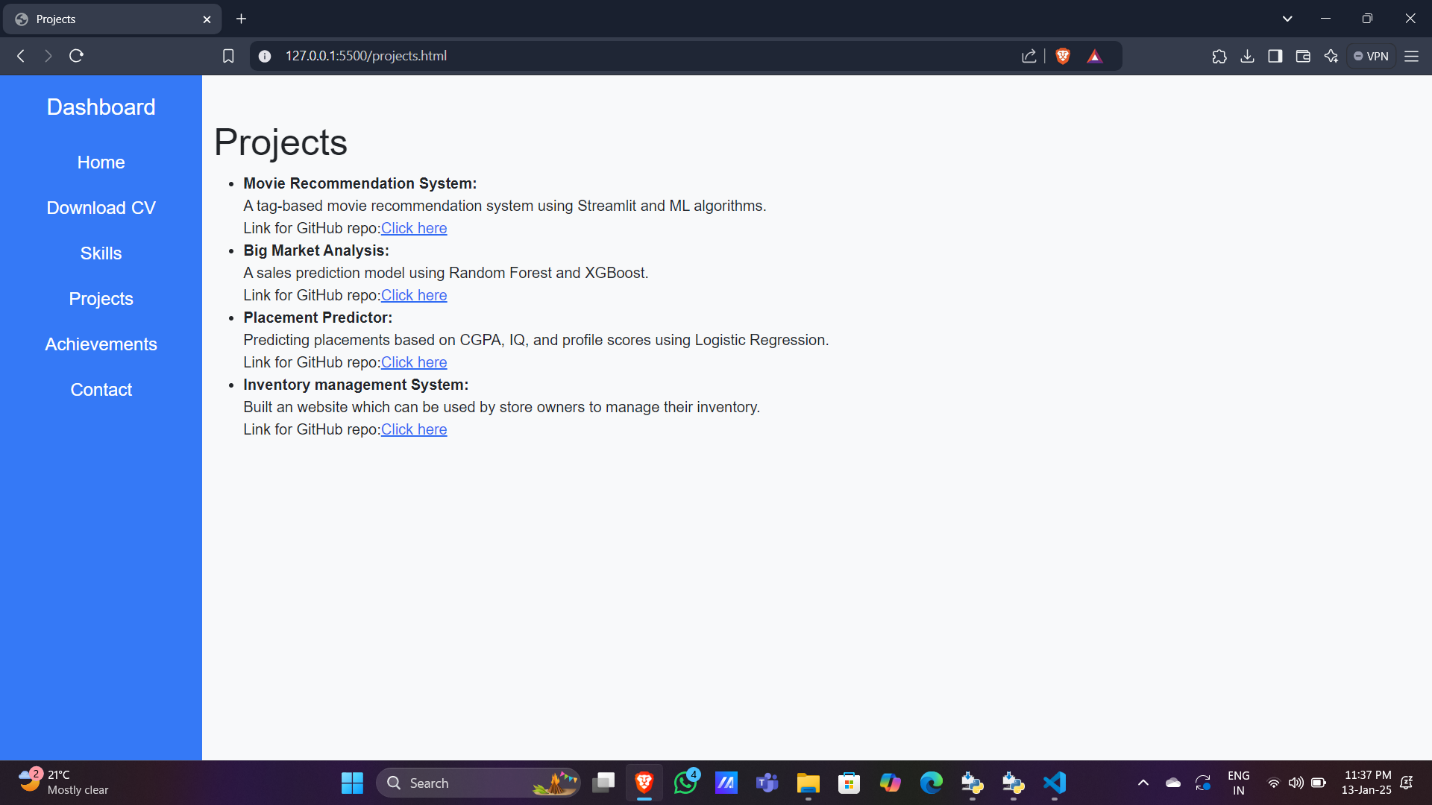 Projects
127.0.0.1:5500/projects.html
VPN
Dashboard
Home
Download CV
Skills
Projects
Achievements
Contact
Projects
Movie Recommendation System:
A tag-based movie recommendation system using Streamlit and ML algorithms.
Link for GitHub repo:Click here
Big Market Analysis:
A sales prediction model using Random Forest and XGBoost.
Link for GitHub repo:Click here
Placement Predictor:
Predicting placements based on CGPA, IQ, and profile scores using Logistic Regression.
Link for GitHub repo:Click here
Inventory management System:
Built an website which can be used by store owners to manage their inventory.
Link for GitHub repo:Click here
2
21°C
Mostly clear
Search
4
ENG
IN
11:37 PM
13-Jan-25